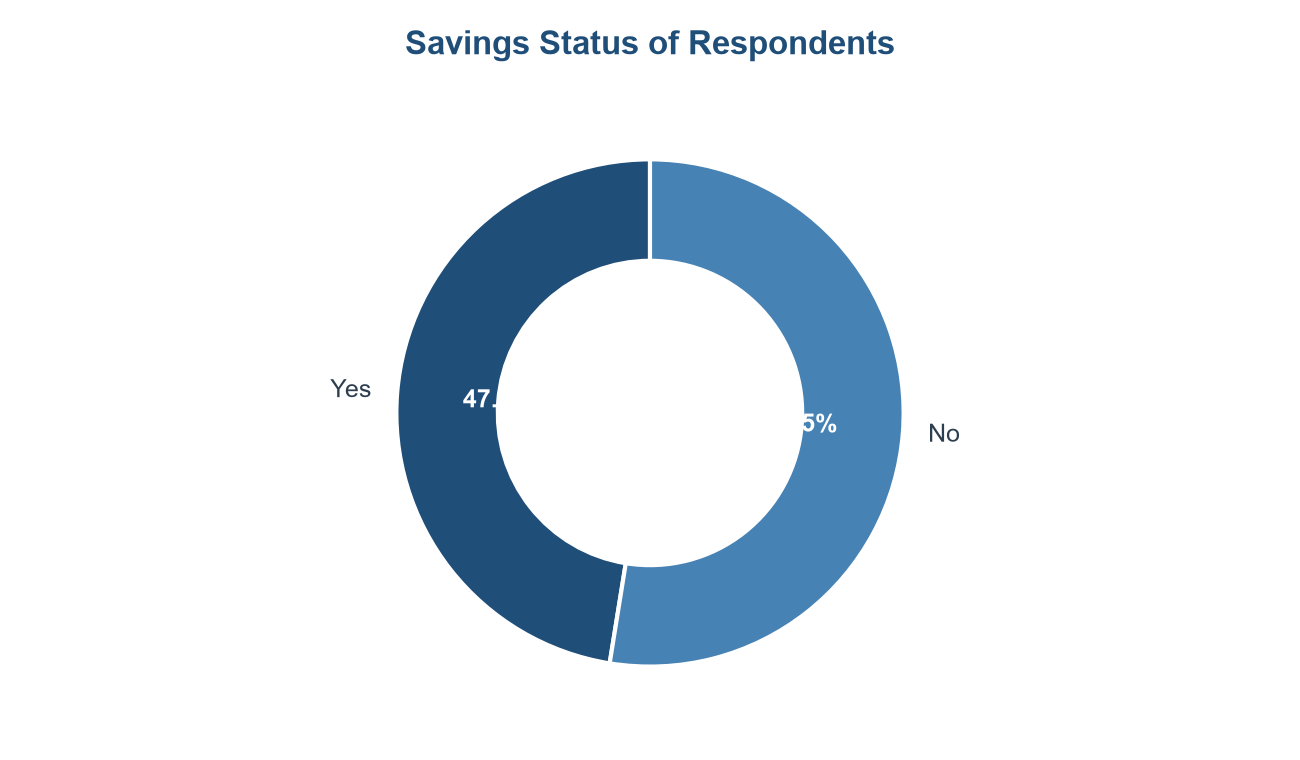 Savings Status of Respondents
Yes
47.
5%
No